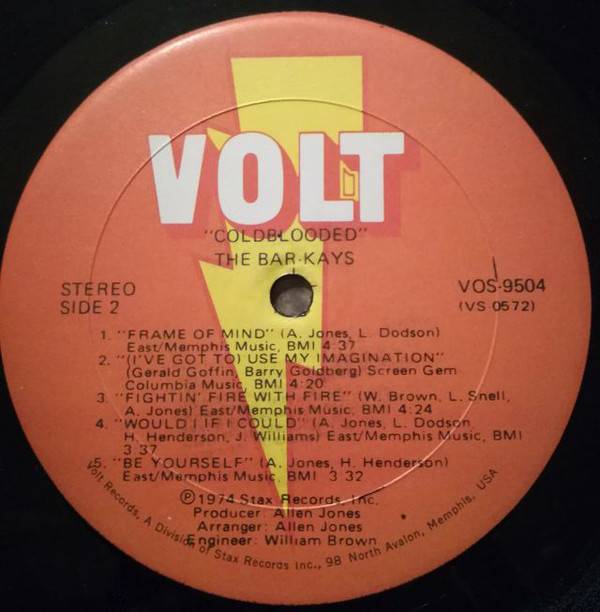 VOLT
"COLDBLOODED"
THE BAR-KAYS
STEREO
SIDE 2
VOS-9504
(VS 0572)
1. "FRAME OF MIND" (A. Jones, L. Dodson)
East/Memphis Music, BMI 4:37
2. "(I'VE GOT TO) USE MY IMAGINATION"
(Gerald Goffin, Barry Goldberg) Screen Gem
Columbia Music, BMI 4:20
3. "FIGHTIN' FIRE WITH FIRE" (W. Brown, L. Snell,
A. Jones) East/Memphis Music, BMI 4:24
4. "WOULD I IF I COULD" (A. Jones, L. Dodson
H. Henderson, J. Williams) East/Memphis Music, BMI
3:37
5. "BE YOURSELF" (A. Jones, H. Henderson)
East/Memphis Music, BMI 3:32
Ⓟ1974 Stax Records, Inc.
Producer: Allen Jones
Arranger: Allen Jones
Engineer: William Brown
Volt Records, A Division of Stax Records Inc., 98 North Avalon, Memphis, USA